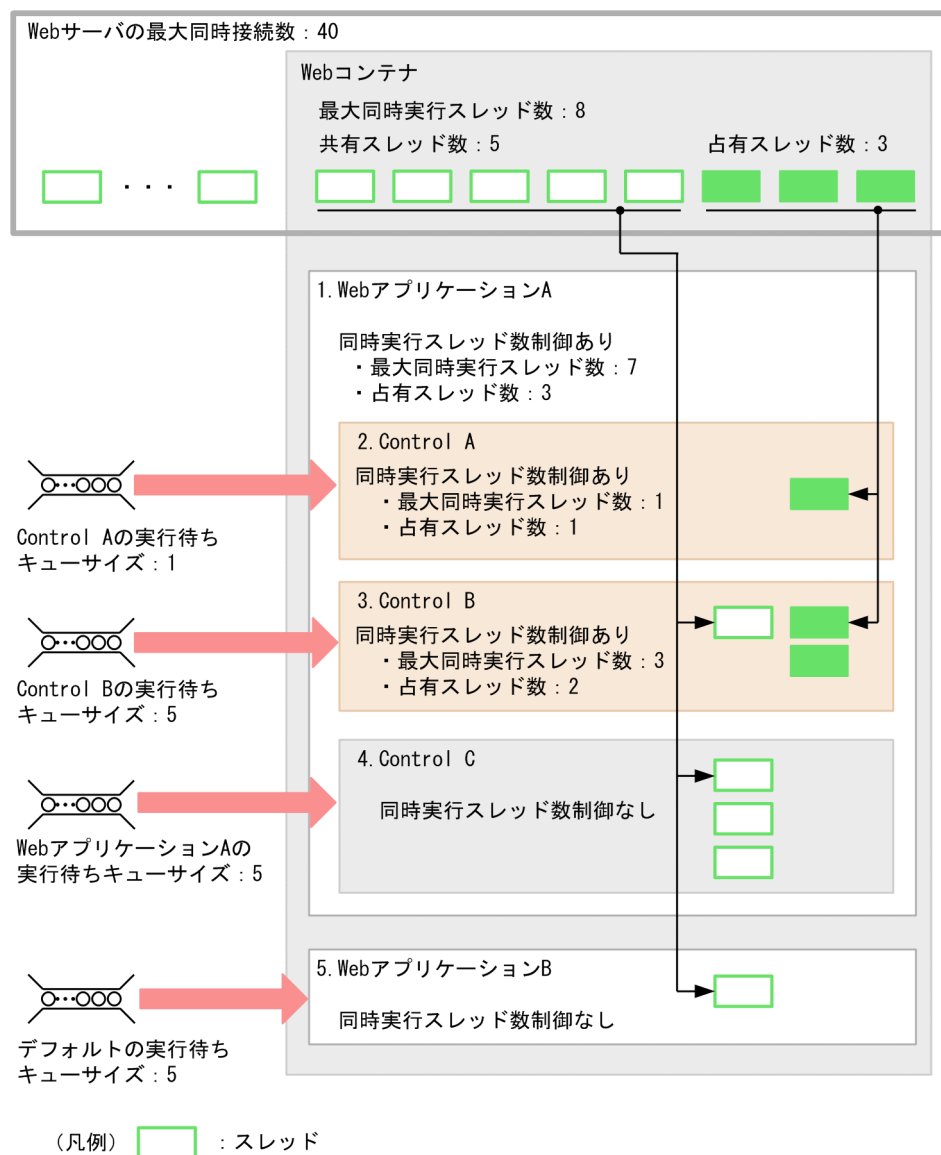 Webサーバの最大同時接続数：40
Webコンテナ
最大同時実行スレッド数：8
共有スレッド数：5
占有スレッド数：3
・・・
1.WebアプリケーションA
同時実行スレッド数制御あり
・最大同時実行スレッド数：7
・占有スレッド数：3
2.Control A
同時実行スレッド数制御あり
・最大同時実行スレッド数：1
・占有スレッド数：1
Control Aの実行待ち
キューサイズ：1
3.Control B
同時実行スレッド数制御あり
・最大同時実行スレッド数：3
・占有スレッド数：2
Control Bの実行待ち
キューサイズ：5
4.Control C
同時実行スレッド数制御なし
WebアプリケーションAの
実行待ちキューサイズ：5
5.WebアプリケーションB
同時実行スレッド数制御なし
デフォルトの実行待ち
キューサイズ：5
（凡例）　：スレッド